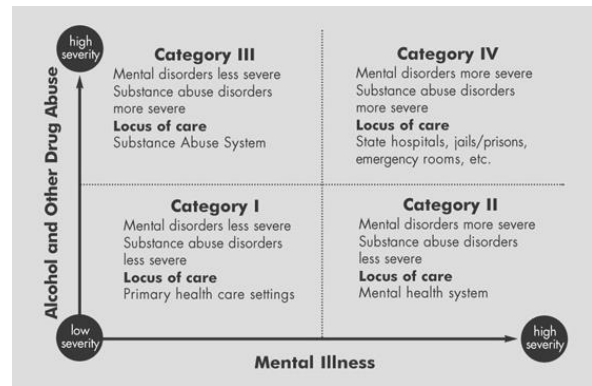 high
severity
Alcohol and Other Drug Abuse
Category III
Mental disorders less severe
Substance abuse disorders
more severe
Locus of care
Substance Abuse System
Category IV
Mental disorders more severe
Substance abuse disorders
more severe
Locus of care
State hospitals, jails/prisons,
emergency rooms, etc.
Category I
Mental disorders less severe
Substance abuse disorders
less severe
Locus of care
Primary health care settings
Category II
Mental disorders more severe
Substance abuse disorders
less severe
Locus of care
Mental health system
low
severity
Mental Illness
high
severity